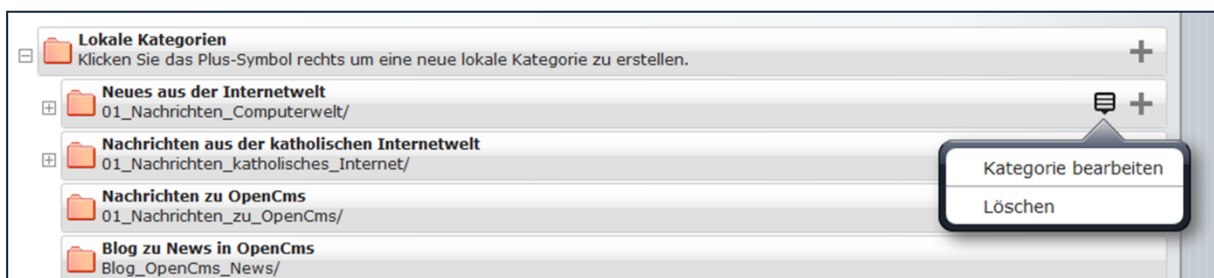 Lokale Kategorien
Klicken Sie das Plus-Symbol rechts um eine neue lokale Kategorie zu erstellen.
Neues aus der Internetwelt
01_Nachrichten_Computerwelt/
Nachrichten aus der katholischen Internetwelt
01_Nachrichten_katholisches_Internet/
Kategorie bearbeiten
Nachrichten zu OpenCms
01_Nachrichten_zu_OpenCms/
Löschen
Blog zu News in OpenCms
Blog_OpenCms_News/